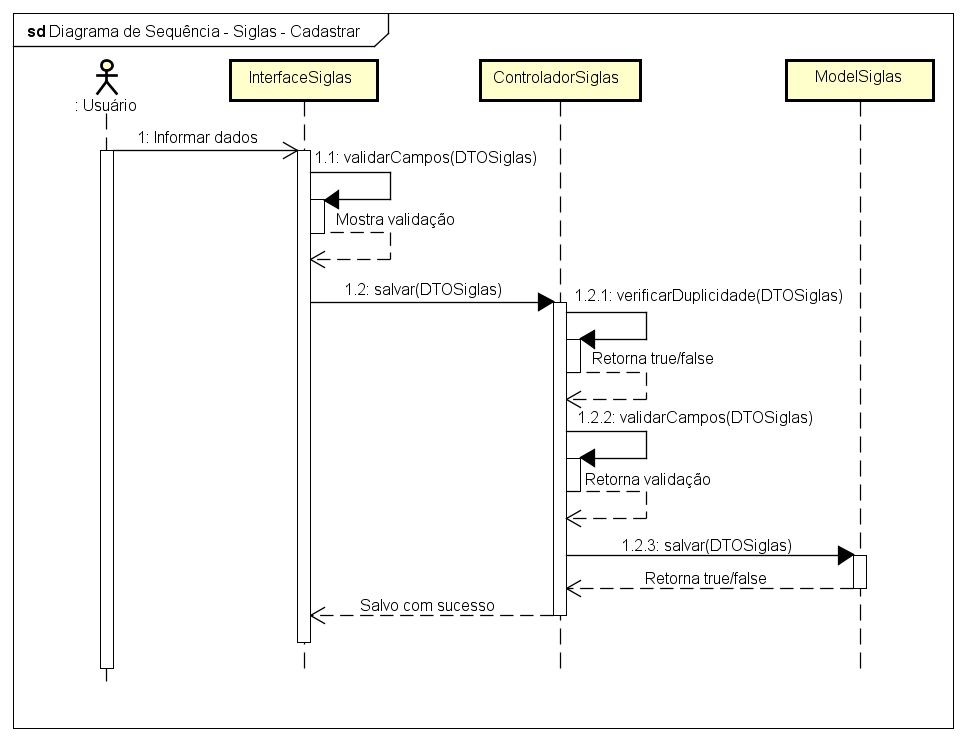 sd Diagrama de Sequência - Siglas - Cadastrar
: Usuário
InterfaceSiglas
ControladorSiglas
ModelSiglas
1: Informar dados
1.1: validarCampos(DTOSiglas)
Mostra validação
1.2: salvar(DTOSiglas)
1.2.1: verificarDuplicidade(DTOSiglas)
Retorna true/false
1.2.2: validarCampos(DTOSiglas)
Retorna validação
1.2.3: salvar(DTOSiglas)
Retorna true/false
Salvo com sucesso